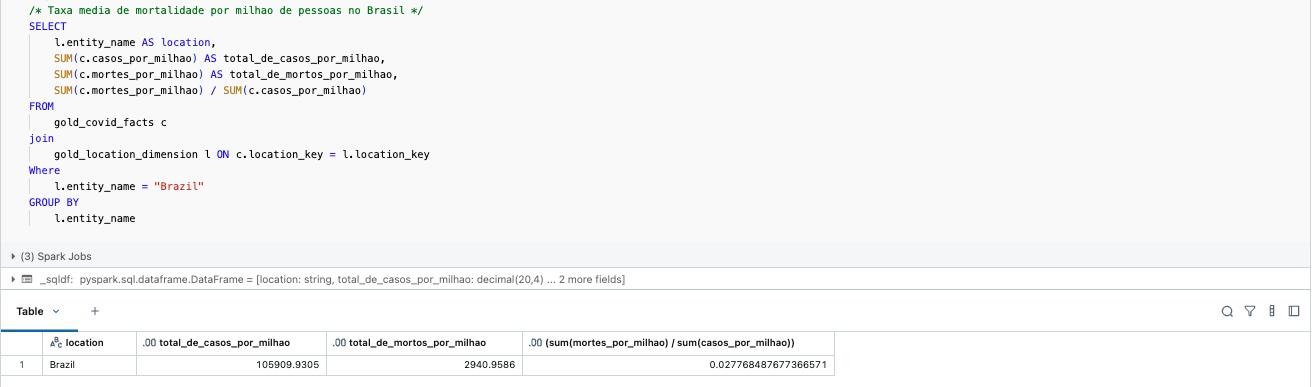 /* Taxa media de mortalidade por milhao de pessoas no Brasil */
SELECT
l.entity_name AS location,
SUM(c.casos_por_milhao) AS total_de_casos_por_milhao,
SUM(c.mortes_por_milhao) AS total_de_mortos_por_milhao,
SUM(c.mortes_por_milhao) / SUM(c.casos_por_milhao)
FROM
gold_covid_facts c
join
gold_location_dimension l ON c.location_key = l.location_key
Where
l.entity_name = "Brazil"
GROUP BY
l.entity_name
(3) Spark Jobs
_sqldf: pyspark.sql.dataframe.DataFrame = [location: string, total_de_casos_por_milhao: decimal(20,4) ... 2 more fields]
Table +
ABC location .00 total_de_casos_por_milhao .00 total_de_mortos_por_milhao .00 (sum(mortes_por_milhao) / sum(casos_por_milhao))
1 Brazil 105909.9305 2940.9586 0.027768487677366571